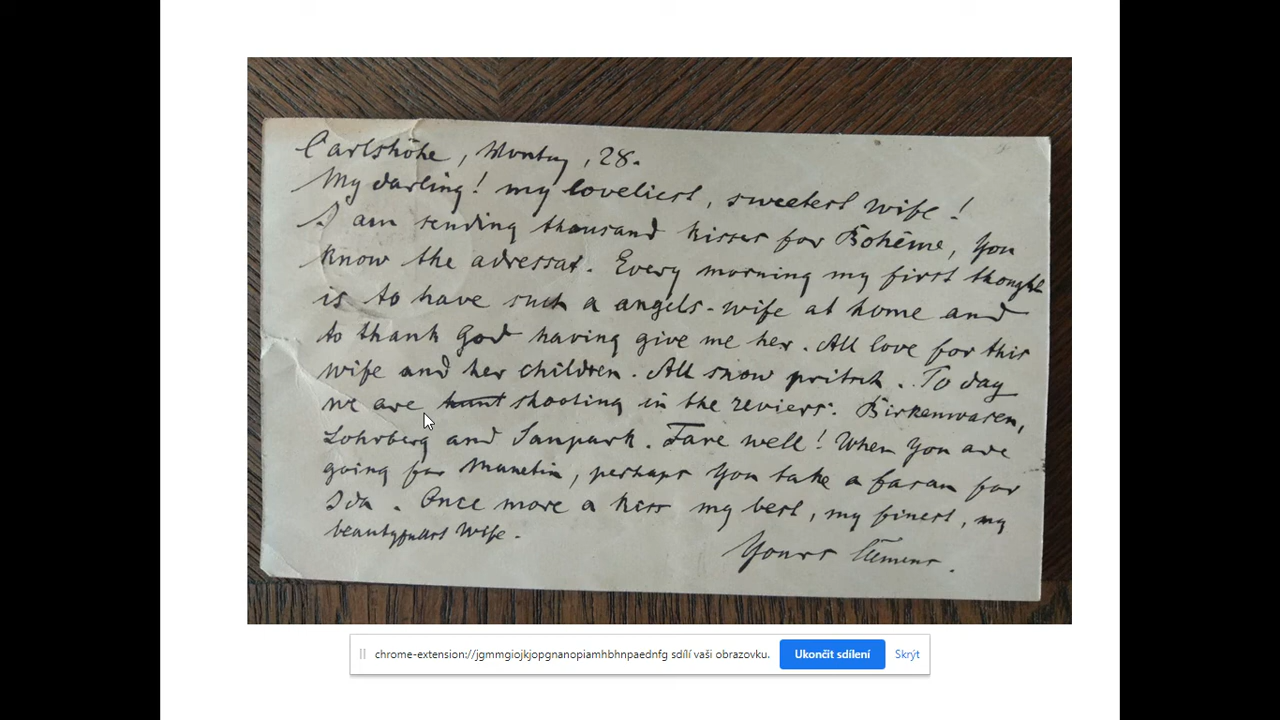 Carlshöhe, Monday, 28.
My darling! my loveliest, sweetest wife!
I am sending thousand kisses for Bohême, You
know the adressat. Every morning my first thought
is to have such a angels-wife at home and
to thank God having give me her. All love for this
wife and her children. All snow pritsch. To day
we are hunt shooting in the reviers: Birkenwaren,
Lohrberg and Sanpark. Fare well! When You are
going for Manetin, perhaps You take a faran for
Ida. Once more a kiss my best, my finest, my
beautyfullst Wife.
Yours Clemens.
chrome-extension://jgmmgiojkjopgnanopiamhbhnpaednfg sdílí vaši obrazovku.
Ukončit sdílení
Skrýt